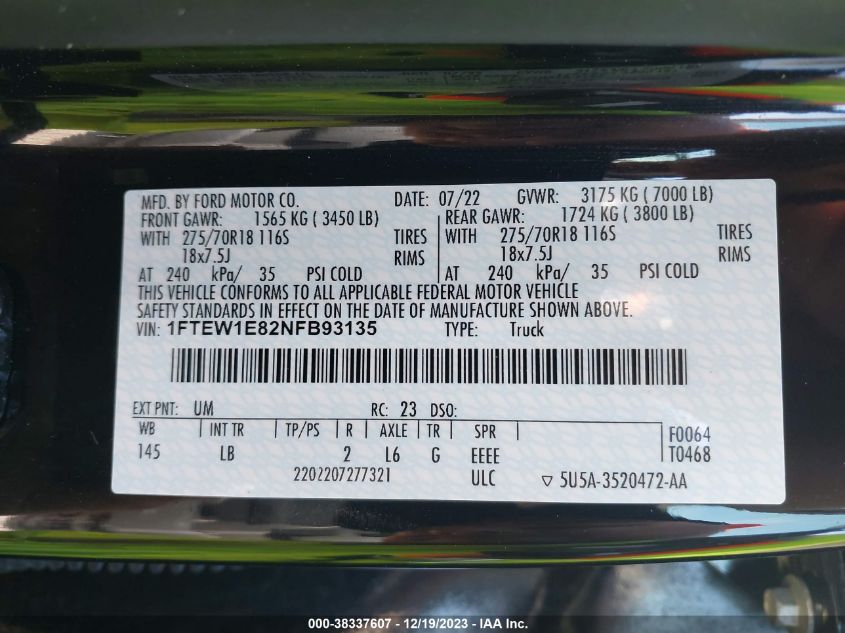 MFD. BY FORD MOTOR CO. DATE: 07/22 GVWR: 3175 KG ( 7000 LB)
FRONT GAWR: 1565 KG ( 3450 LB) REAR GAWR: 1724 KG ( 3800 LB)
WITH 275/70R18 116S TIRES WITH 275/70R18 116S TIRES
18x7.5J RIMS 18x7.5J RIMS
AT 240 kPa/ 35 PSI COLD AT 240 kPa/ 35 PSI COLD
THIS VEHICLE CONFORMS TO ALL APPLICABLE FEDERAL MOTOR VEHICLE
SAFETY STANDARDS IN EFFECT ON THE DATE OF MANUFACTURE SHOWN ABOVE.
VIN: 1FTEW1E82NFB93135 TYPE: Truck
EXT PNT: UM RC: 23 DSO:
WB INT TR TP/PS R AXLE TR SPR F0064
145 LB 2 L6 G EEEE T0468
2202207277321 ULC 5U5A-3520472-AA
000-38337607 - 12/19/2023 - IAA Inc.